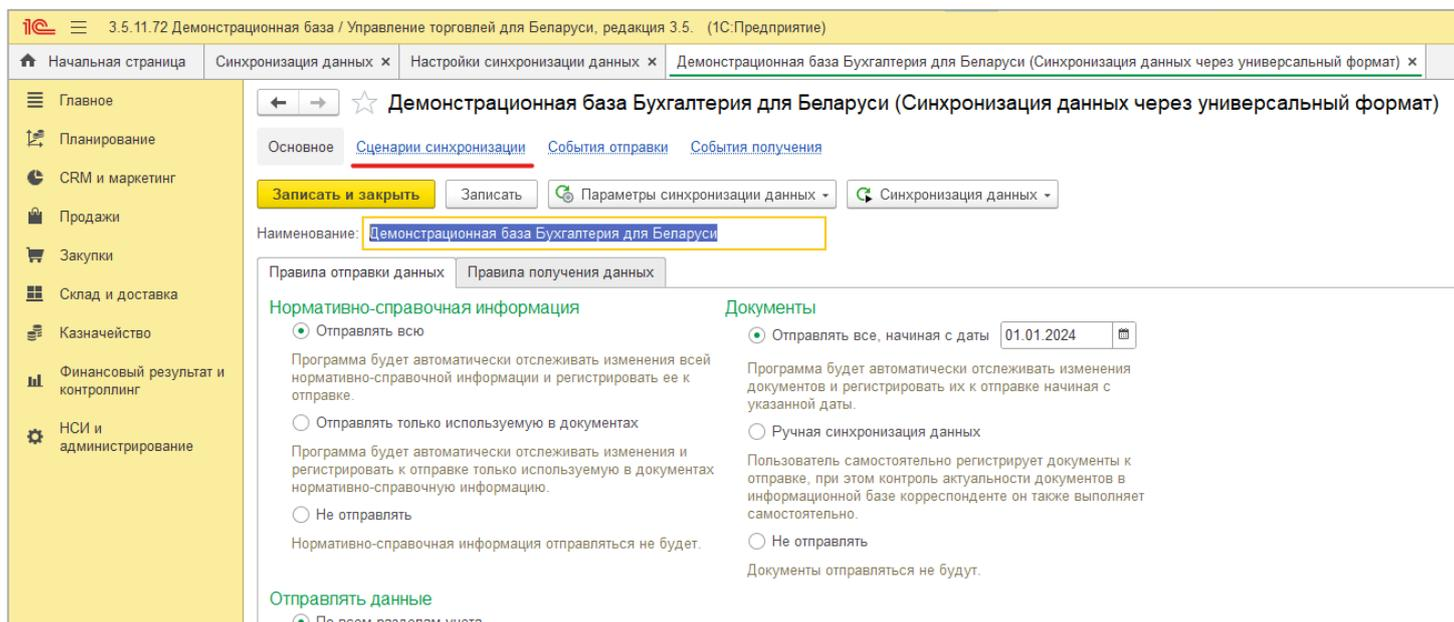 1С 3.5.11.72 Демонстрационная база / Управление торговлей для Беларуси, редакция 3.5. (1С:Предприятие)
Начальная страница Синхронизация данных × Настройки синхронизации данных × Демонстрационная база Бухгалтерия для Беларуси (Синхронизация данных через универсальный формат) ×
Главное
Планирование
CRM и маркетинг
Продажи
Закупки
Склад и доставка
Казначейство
Финансовый результат и
контроллинг
НСИ и
администрирование
Демонстрационная база Бухгалтерия для Беларуси (Синхронизация данных через универсальный формат)
Основное Сценарии синхронизации События отправки События получения
Записать и закрыть Записать Параметры синхронизации данных Синхронизация данных
Наименование: Демонстрационная база Бухгалтерия для Беларуси
Правила отправки данных Правила получения данных
Нормативно-справочная информация
Отправлять всю
Программа будет автоматически отслеживать изменения всей
нормативно-справочной информации и регистрировать ее к
отправке.
Отправлять только используемую в документах
Программа будет автоматически отслеживать изменения и
регистрировать к отправке только используемую в документах
нормативно-справочную информацию.
Не отправлять
Нормативно-справочная информация отправляться не будет.
Документы
Отправлять все, начиная с даты 01.01.2024
Программа будет автоматически отслеживать изменения
документов и регистрировать их к отправке начиная с
указанной даты.
Ручная синхронизация данных
Пользователь самостоятельно регистрирует документы к
отправке, при этом контроль актуальности документов в
информационной базе корреспонденте он также выполняет
самостоятельно.
Не отправлять
Документы отправляться не будут.
Отправлять данные
По всем разделам учета